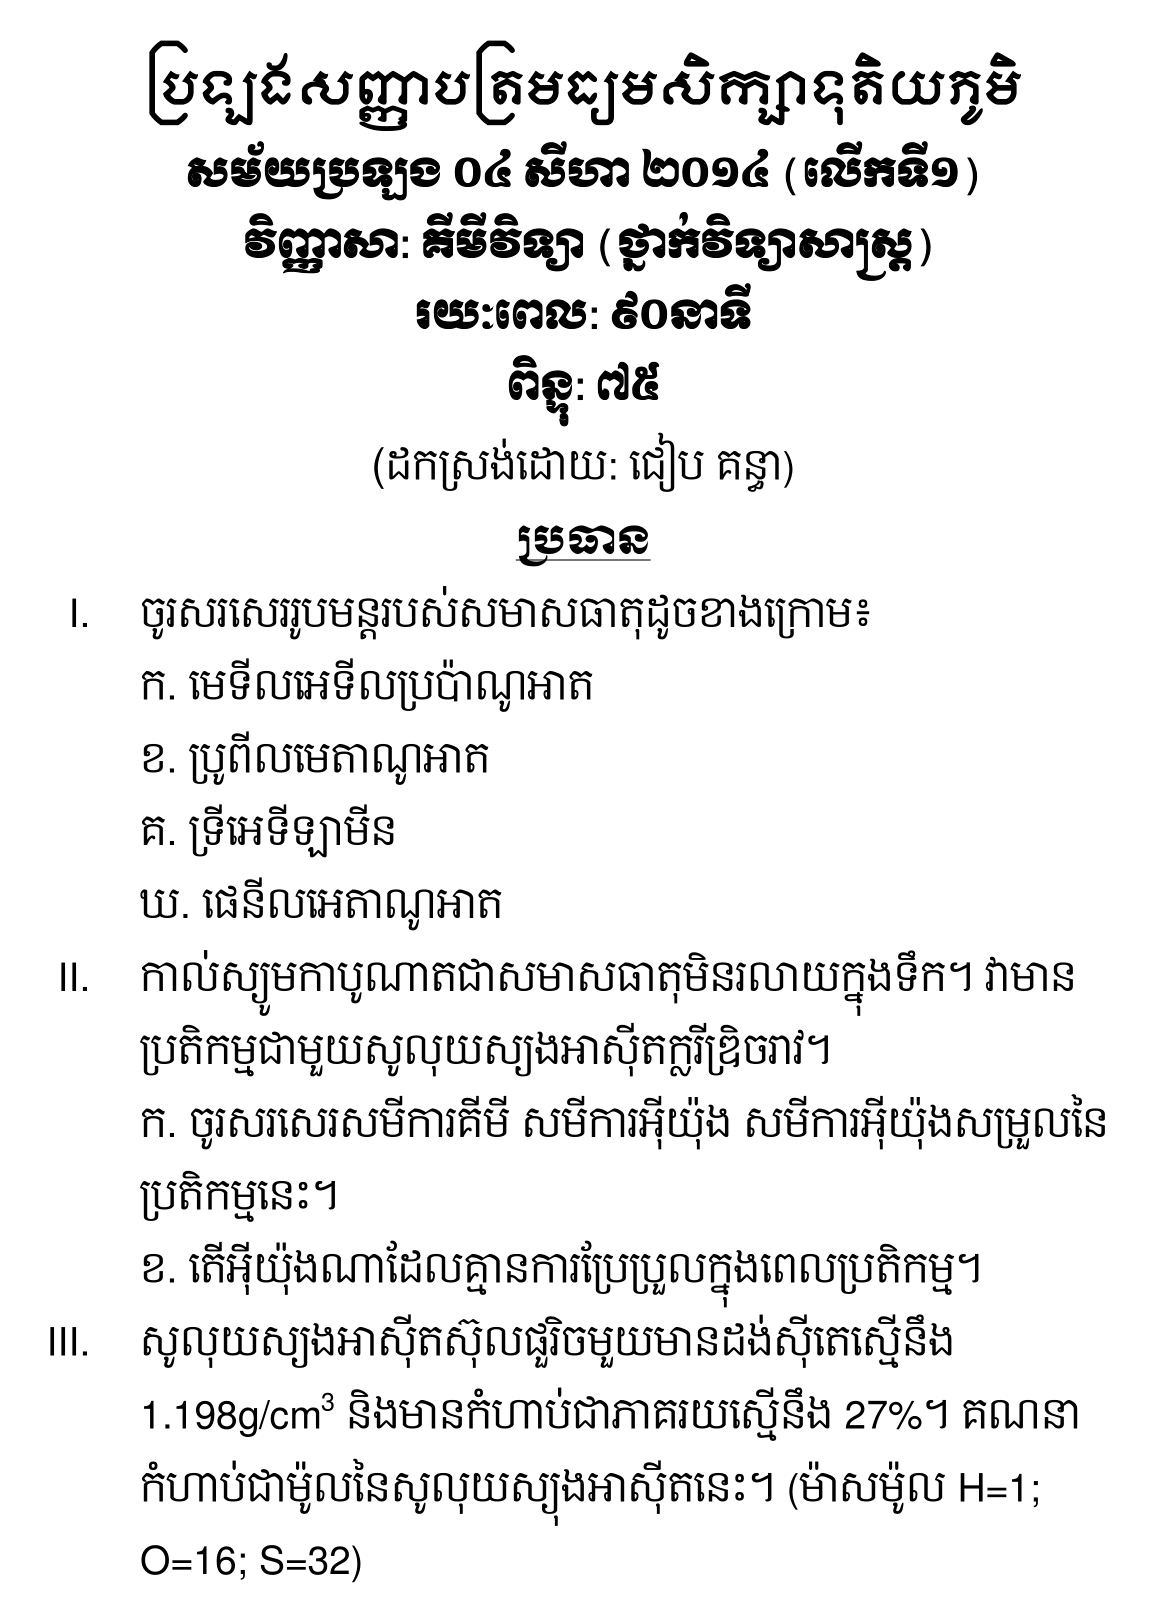 ប្រឡងសញ្ញាបត្រមធ្យមសិក្សាទុតិយភូមិ
សម័យប្រឡង ០៤ សីហា ២០១៤ (លើកទី១)
វិញ្ញាសា: គីមីវិទ្យា (ថ្នាក់វិទ្យាសាស្ត្រ)
រយៈពេល: ៩០នាទី
ពិន្ទុ: ៧៥
(ដកស្រង់ដោយ: ជៀប គន្ធា)
ប្រធាន
I. ចូរសរសេររូបមន្តរបស់សមាសធាតុដូចខាងក្រោម៖
ក. មេទីលអេទីលប្រប៉ាណូអាត
ខ. ប្រូពីលមេតាណូអាត
គ. ទ្រីអេទីឡាមីន
ឃ. ផេនីលអេតាណូអាត
II. កាល់ស្យូមកាបូណាតជាសមាសធាតុមិនរលាយក្នុងទឹក។ វាមាន
ប្រតិកម្មជាមួយសូលុយស្យងអាស៊ីតក្លរីឌ្រិចរាវ។
ក. ចូរសរសេរសមីការគីមី សមីការអ៊ីយ៉ុង សមីការអ៊ីយ៉ុងសម្រួលនៃ
ប្រតិកម្មនេះ។
ខ. តើអ៊ីយ៉ុងណាដែលគ្មានការប្រែប្រួលក្នុងពេលប្រតិកម្ម។
III. សូលុយស្យងអាស៊ីតស៊ុលផួរិចមួយមានដង់ស៊ីតេស្មើនឹង
1.198g/cm³ និងមានកំហាប់ជាភាគរយស្មើនឹង 27%។ គណនា
កំហាប់ជាម៉ូលនៃសូលុយស្យុងអាស៊ីតនេះ។ (ម៉ាសម៉ូល H=1;
O=16; S=32)